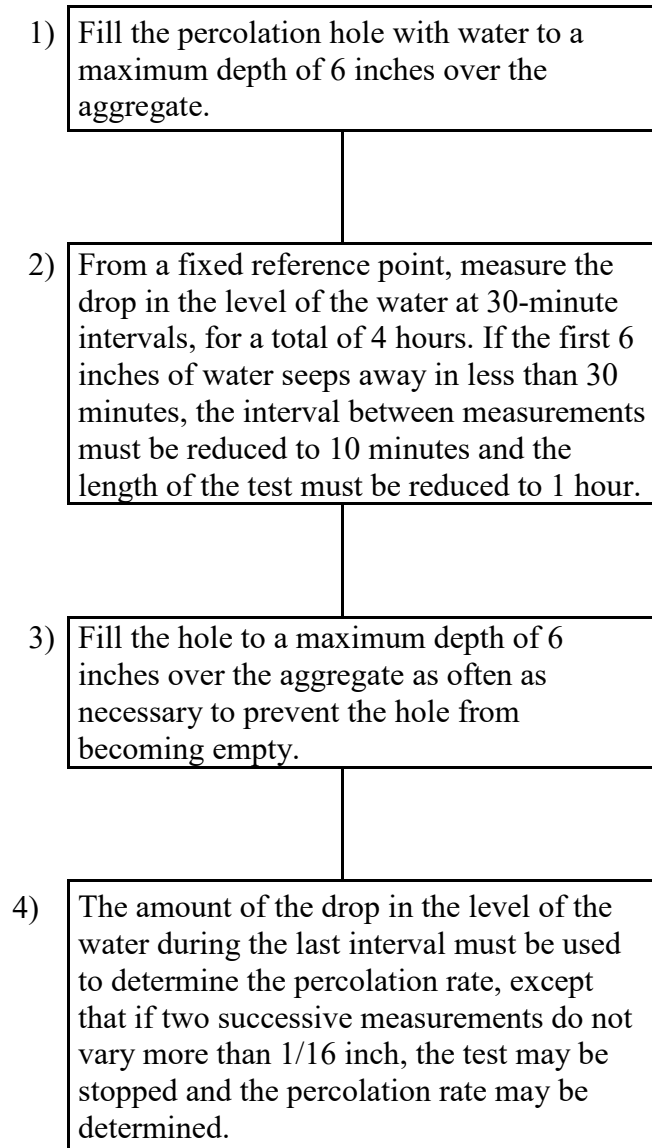 1) Fill the percolation hole with water to a
maximum depth of 6 inches over the
aggregate.
2) From a fixed reference point, measure the
drop in the level of the water at 30-minute
intervals, for a total of 4 hours. If the first 6
inches of water seeps away in less than 30
minutes, the interval between measurements
must be reduced to 10 minutes and the
length of the test must be reduced to 1 hour.
3) Fill the hole to a maximum depth of 6
inches over the aggregate as often as
necessary to prevent the hole from
becoming empty.
4) The amount of the drop in the level of the
water during the last interval must be used
to determine the percolation rate, except
that if two successive measurements do not
vary more than 1/16 inch, the test may be
stopped and the percolation rate may be
determined.